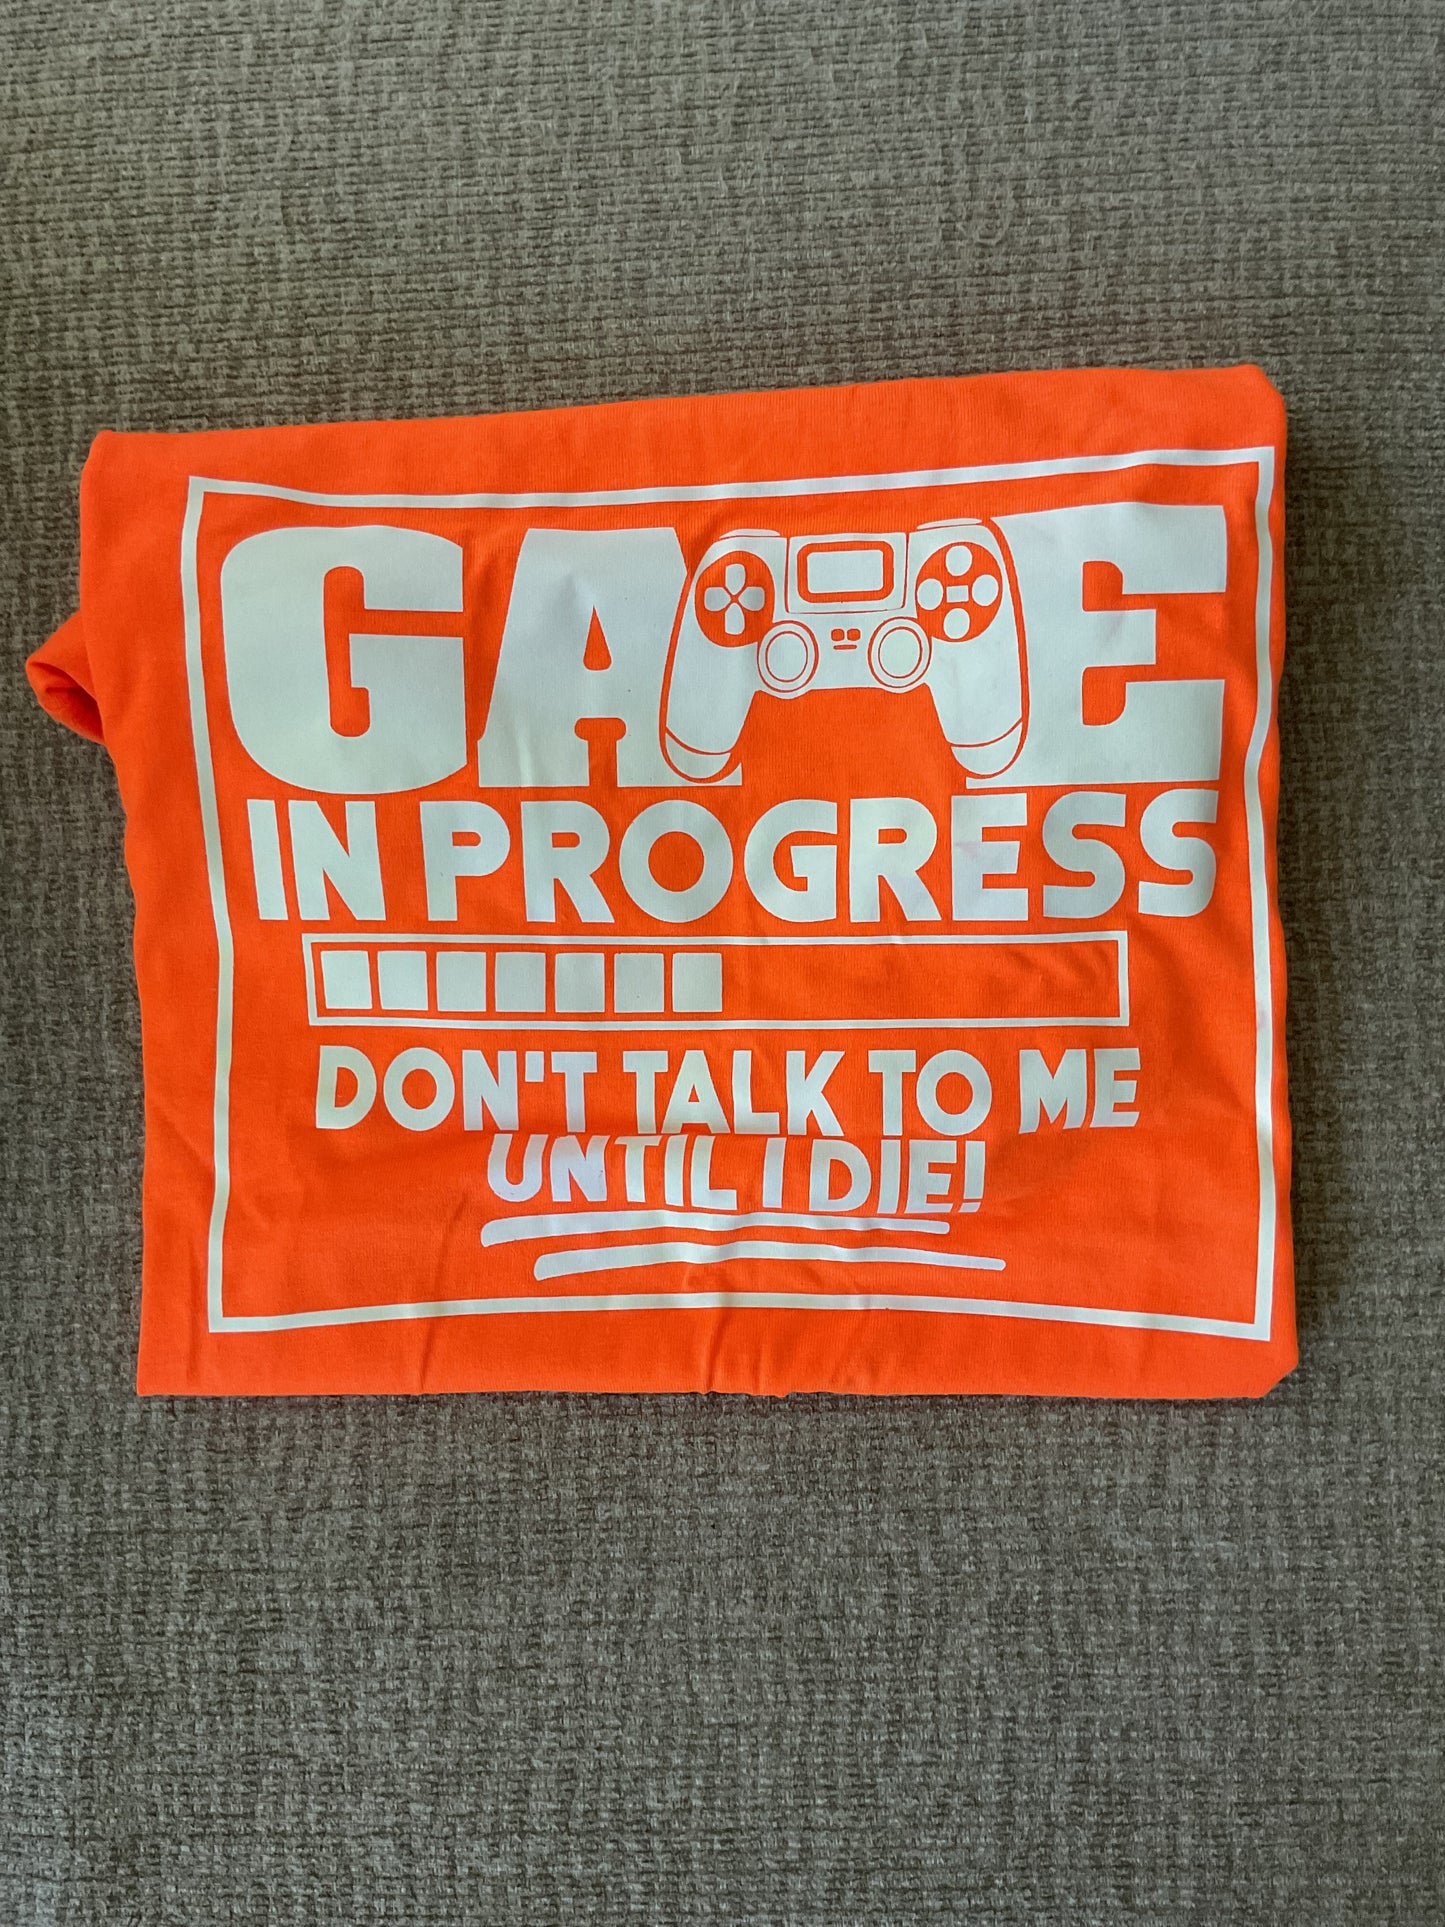 GAME
IN PROGRESS
DON'T TALK TO ME
UNTIL I DIE!